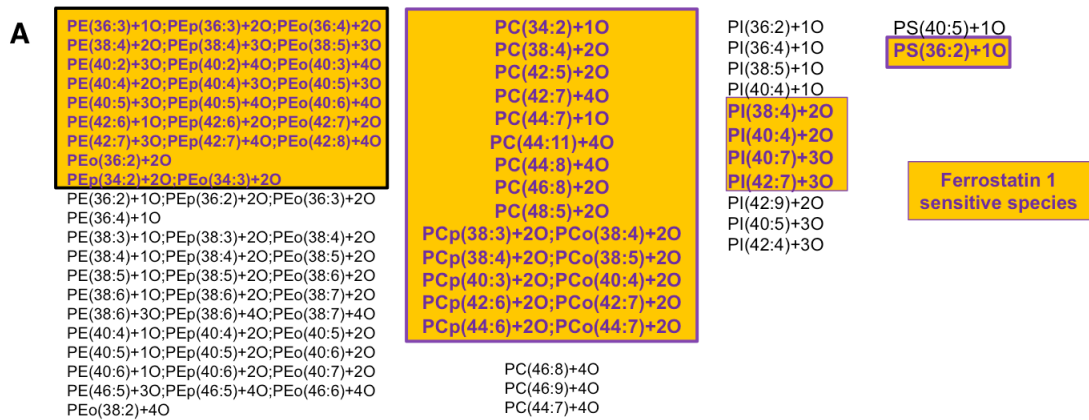 A
PE(36:3)+1O;PEp(36:3)+2O;PEo(36:4)+2O
PE(38:4)+2O;PEp(38:4)+3O;PEo(38:5)+3O
PE(40:2)+3O;PEp(40:2)+4O;PEo(40:3)+4O
PE(40:4)+2O;PEp(40:4)+3O;PEo(40:5)+3O
PE(40:5)+3O;PEp(40:5)+4O;PEo(40:6)+4O
PE(42:6)+1O;PEp(42:6)+2O;PEo(42:7)+2O
PE(42:7)+3O;PEp(42:7)+4O;PEo(42:8)+4O
PEo(36:2)+2O
PEp(34:2)+2O;PEo(34:3)+2O
PE(36:2)+1O;PEp(36:2)+2O;PEo(36:3)+2O
PE(36:4)+1O
PE(38:3)+1O;PEp(38:3)+2O;PEo(38:4)+2O
PE(38:4)+1O;PEp(38:4)+2O;PEo(38:5)+2O
PE(38:5)+1O;PEp(38:5)+2O;PEo(38:6)+2O
PE(38:6)+1O;PEp(38:6)+2O;PEo(38:7)+2O
PE(38:6)+3O;PEp(38:6)+4O;PEo(38:7)+4O
PE(40:4)+1O;PEp(40:4)+2O;PEo(40:5)+2O
PE(40:5)+1O;PEp(40:5)+2O;PEo(40:6)+2O
PE(40:6)+1O;PEp(40:6)+2O;PEo(40:7)+2O
PE(46:5)+3O;PEp(46:5)+4O;PEo(46:6)+4O
PEo(38:2)+4O
PC(34:2)+1O
PC(38:4)+2O
PC(42:5)+2O
PC(42:7)+4O
PC(44:7)+1O
PC(44:11)+4O
PC(44:8)+4O
PC(46:8)+2O
PC(48:5)+2O
PCp(38:3)+2O;PCo(38:4)+2O
PCp(38:4)+2O;PCo(38:5)+2O
PCp(40:3)+2O;PCo(40:4)+2O
PCp(42:6)+2O;PCo(42:7)+2O
PCp(44:6)+2O;PCo(44:7)+2O
PC(46:8)+4O
PC(46:9)+4O
PC(44:7)+4O
PI(36:2)+1O
PI(36:4)+1O
PI(38:5)+1O
PI(40:4)+1O
PI(38:4)+2O
PI(40:4)+2O
PI(40:7)+3O
PI(42:7)+3O
PI(42:9)+2O
PI(40:5)+3O
PI(42:4)+3O
PS(40:5)+1O
PS(36:2)+1O
Ferrostatin 1
sensitive species